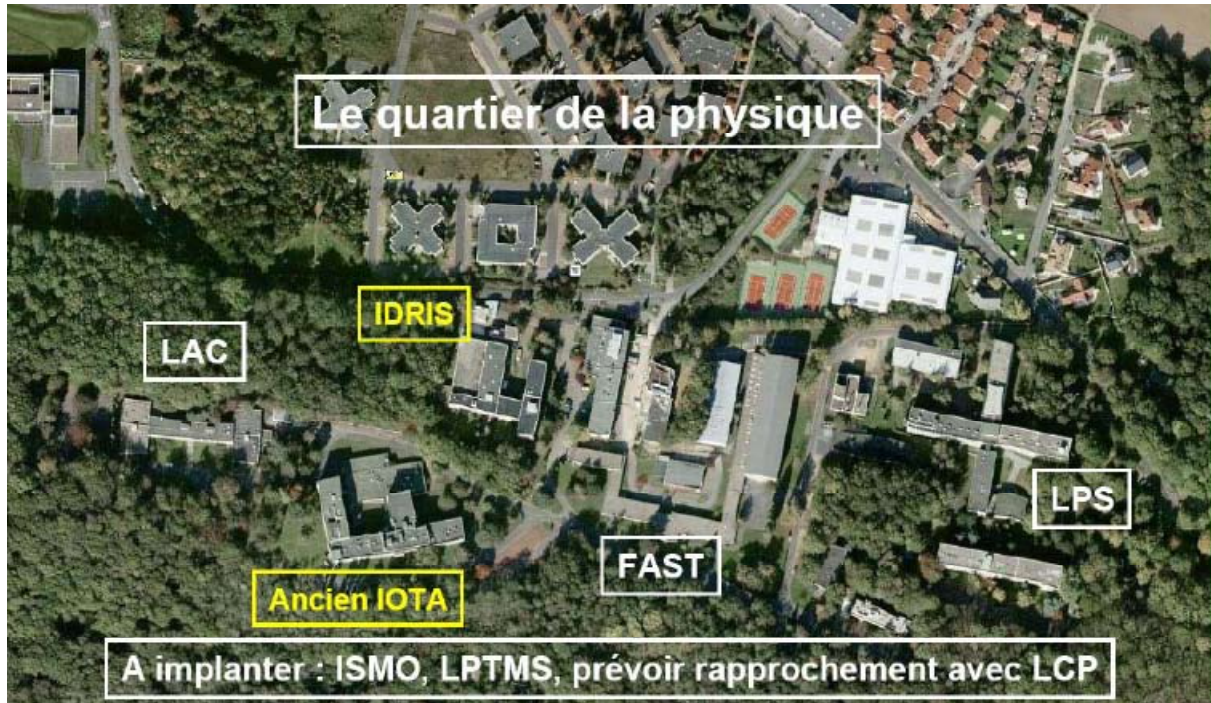 Le quartier de la physique
IDRIS
LAC
LPS
FAST
Ancien IOTA
A implanter : ISMO, LPTMS, prévoir rapprochement avec LCP